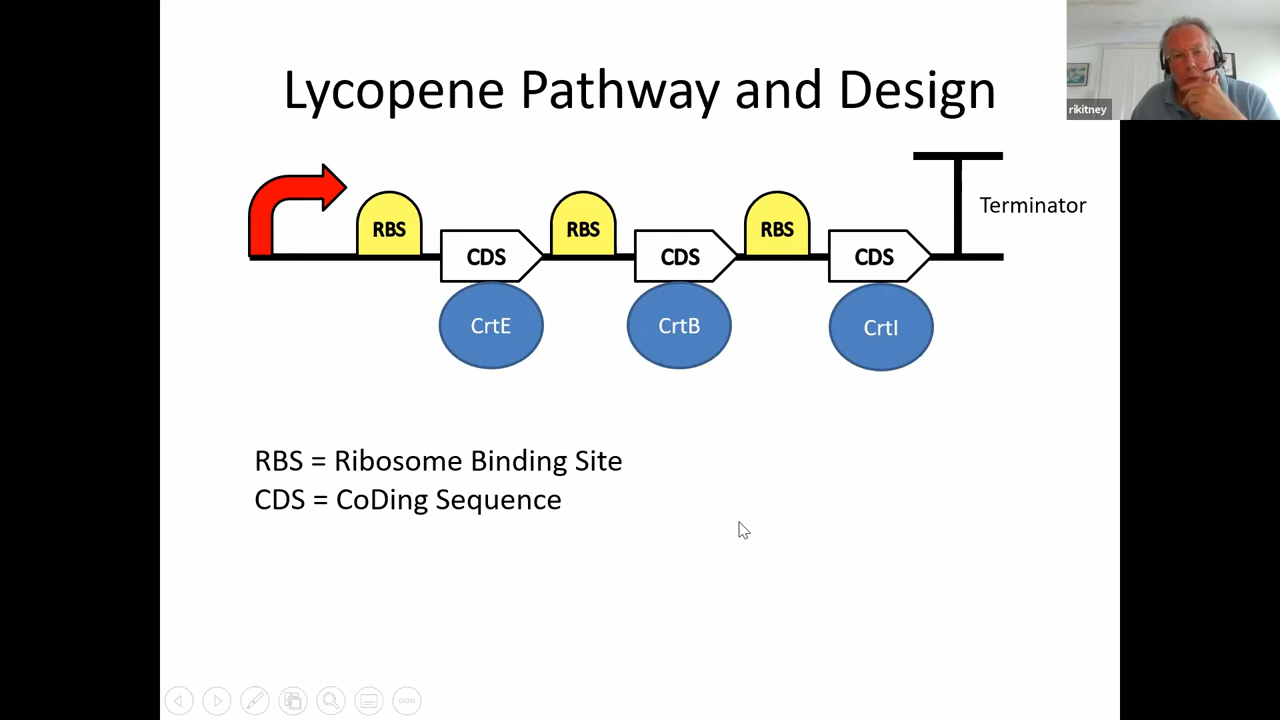 Lycopene Pathway and Design
rikitney
Terminator
RBS
RBS
RBS
CDS
CDS
CDS
CrtE
CrtB
CrtI
RBS = Ribosome Binding Site
CDS = CoDing Sequence